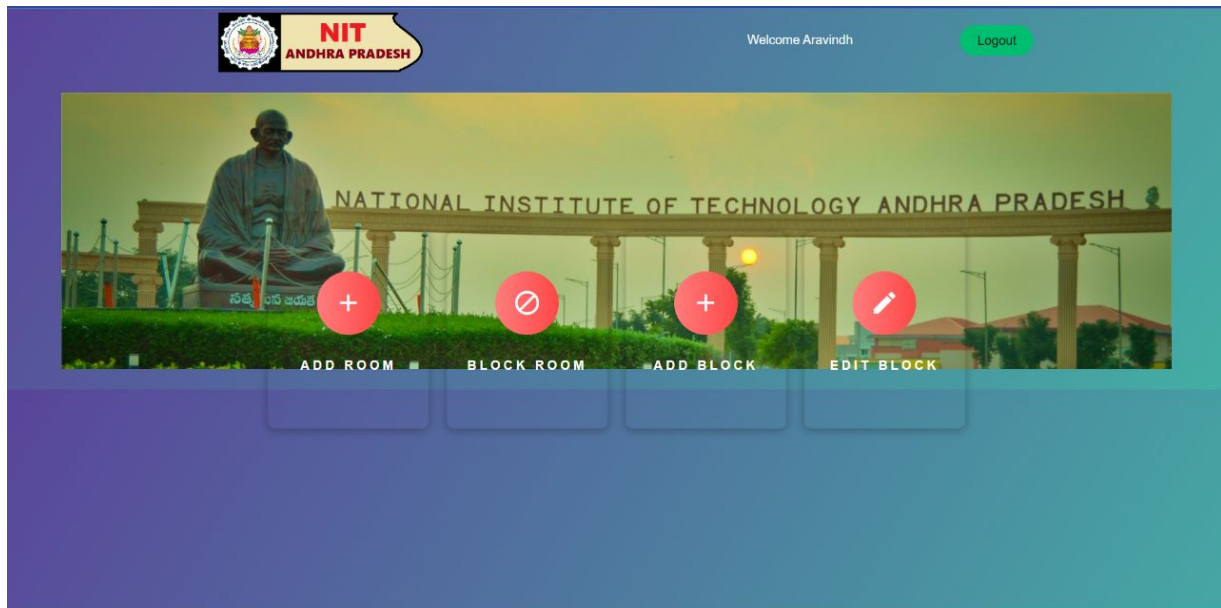 NIT
ANDHRA PRADESH
Welcome Aravindh
Logout
NATIONAL INSTITUTE OF TECHNOLOGY ANDHRA PRADESH
ADD ROOM
BLOCK ROOM
ADD BLOCK
EDIT BLOCK